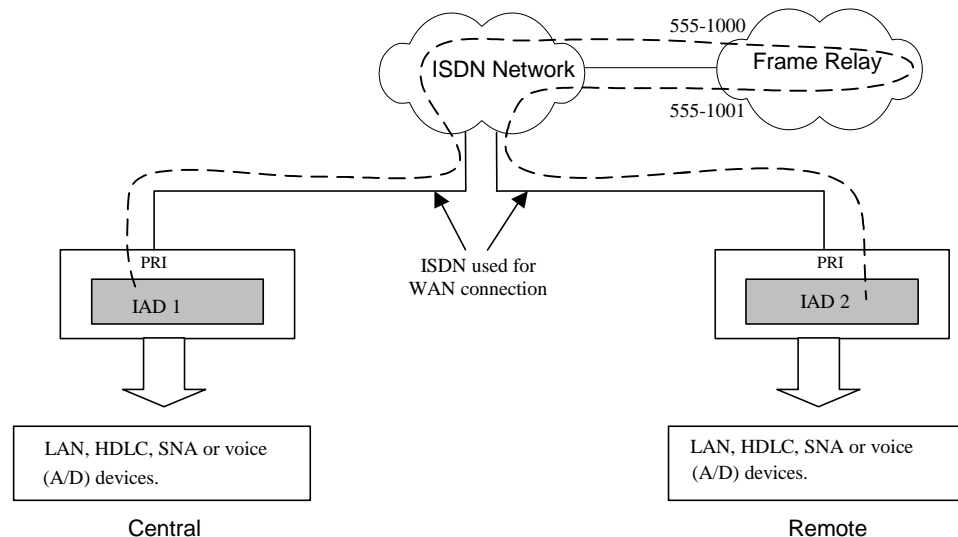 555-1000
ISDN Network
Frame Relay
555-1001
PRI
IAD 1
ISDN used for
WAN connection
PRI
IAD 2
LAN, HDLC, SNA or voice
(A/D) devices.
LAN, HDLC, SNA or voice
(A/D) devices.
Central
Remote